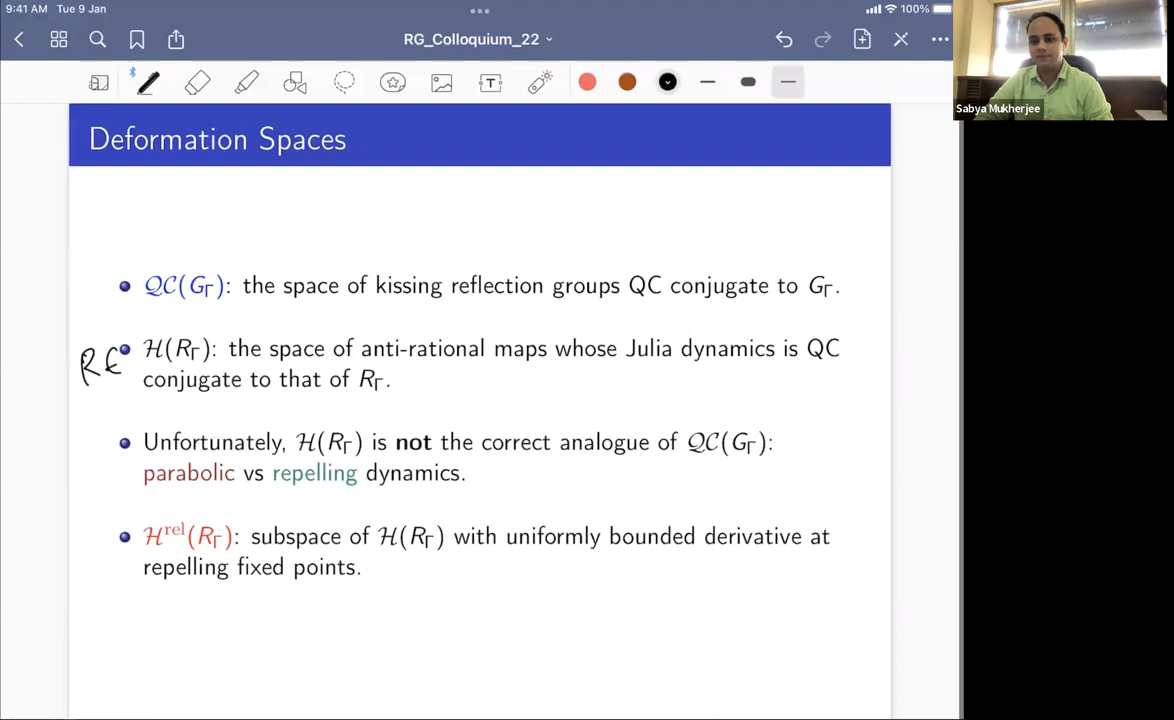 9:41 AM Tue 9 Jan
100%
RG_Colloquium_22
Sabya Mukherjee
Deformation Spaces
𝒬𝒞(G_Γ): the space of kissing reflection groups QC conjugate to G_Γ.
ℋ(R_Γ): the space of anti-rational maps whose Julia dynamics is QC
conjugate to that of R_Γ.
Unfortunately, ℋ(R_Γ) is not the correct analogue of 𝒬𝒞(G_Γ):
parabolic vs repelling dynamics.
ℋ^rel(R_Γ): subspace of ℋ(R_Γ) with uniformly bounded derivative at
repelling fixed points.